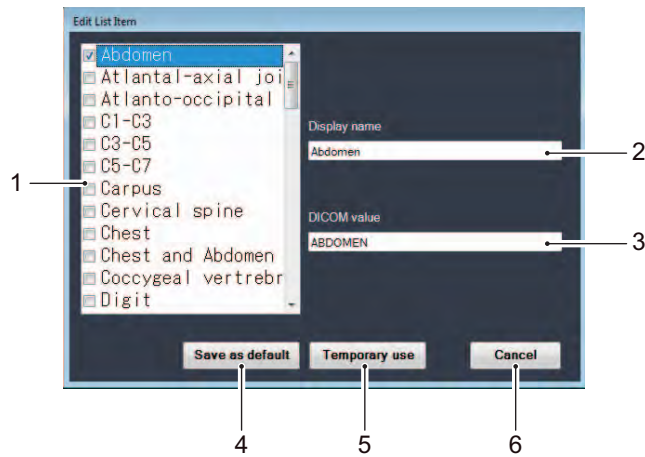 Edit List Item
Abdomen
Atlantal-axial joi
Atlanto-occipital
C1-C3
C3-C5
C5-C7
Carpus
Cervical spine
Chest
Chest and Abdomen
Coccygeal vertrebr
Digit
Display name
Abdomen
DICOM value
ABDOMEN
Save as default
Temporary use
Cancel
1
2
3
4
5
6